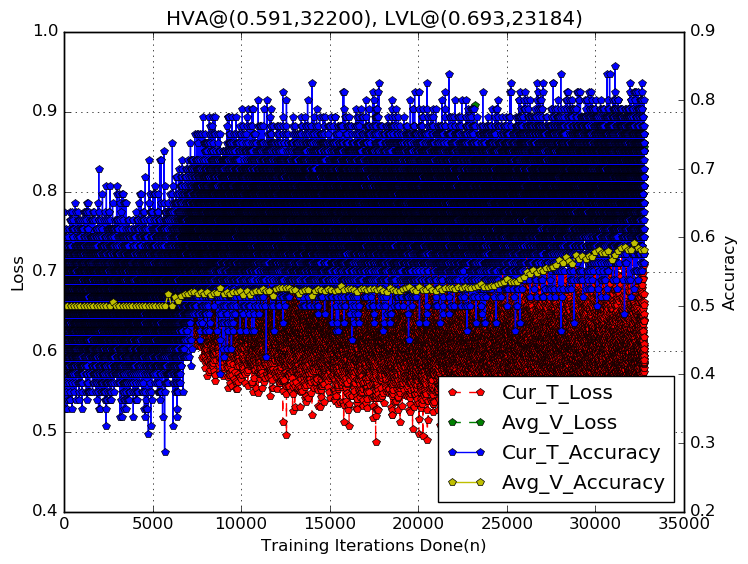 HVA@(0.591,32200), LVL@(0.693,23184)
1.0
0.9
0.8
0.7
0.6
0.5
0.4
Loss
0.9
0.8
0.7
0.6
0.5
0.4
0.3
0.2
Accuracy
Cur_T_Loss
Avg_V_Loss
Cur_T_Accuracy
Avg_V_Accuracy
0 5000 10000 15000 20000 25000 30000 35000
Training Iterations Done(n)